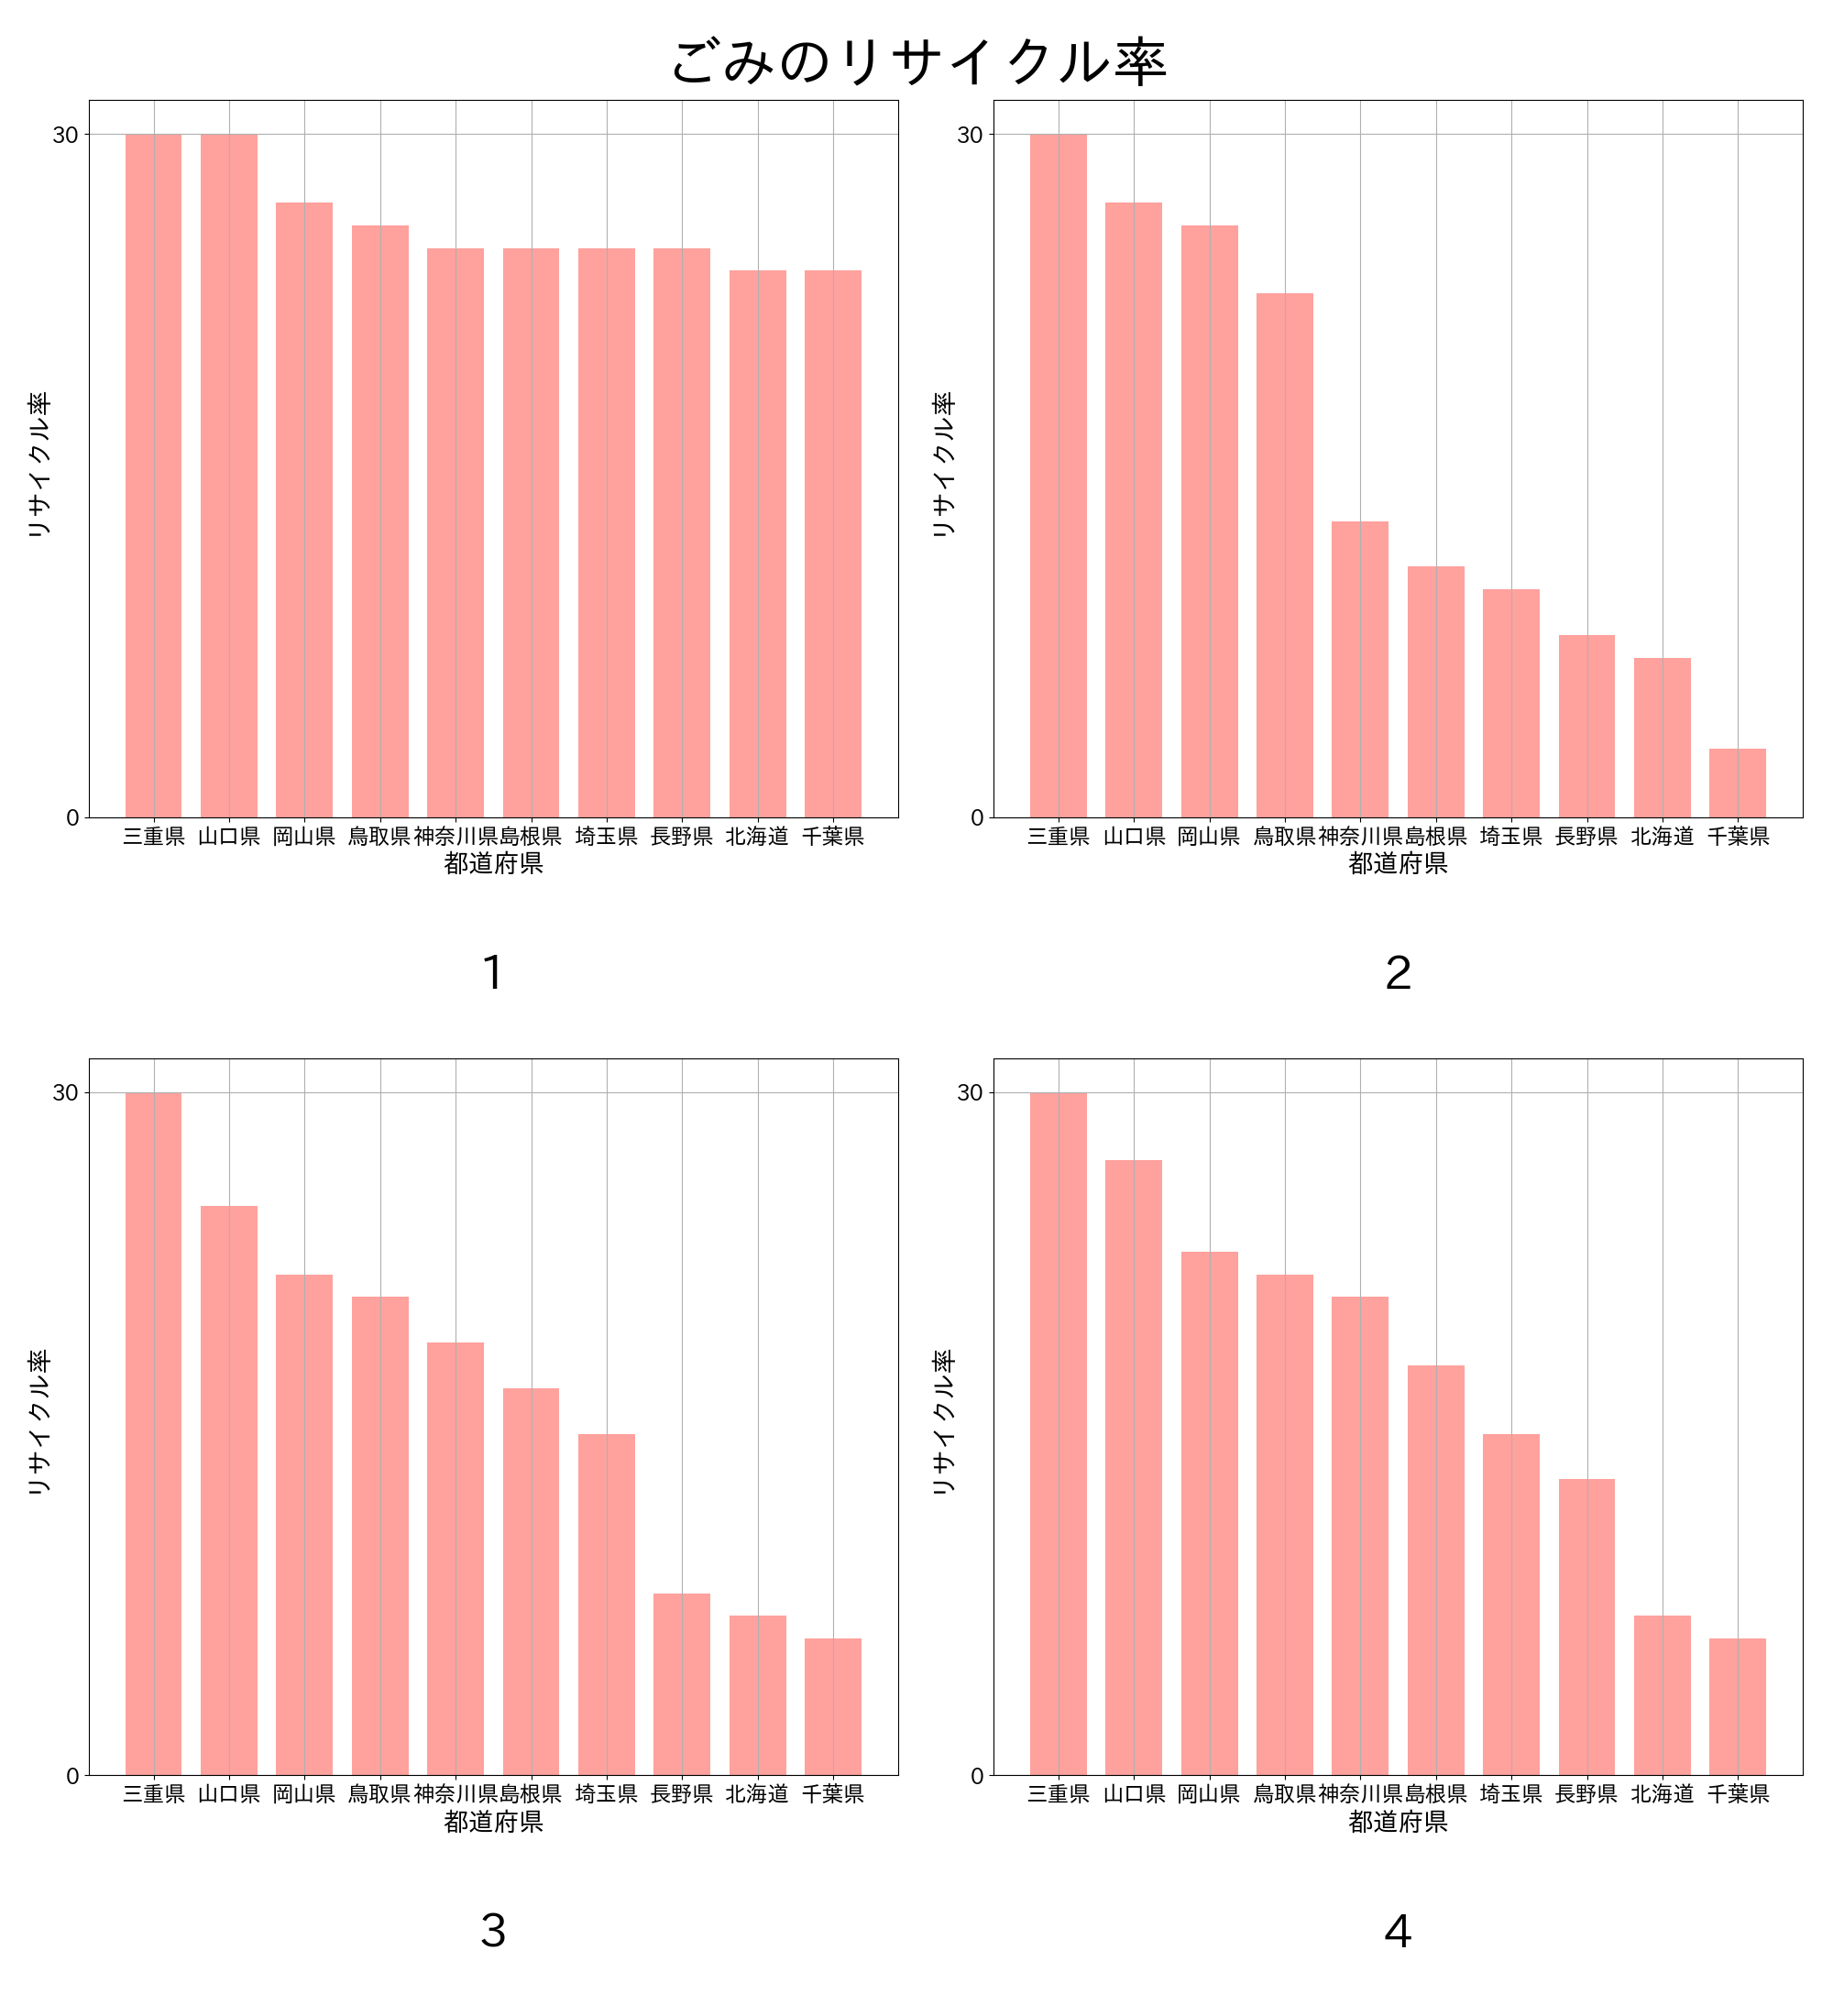 ごみのリサイクル率
30
リサイクル率
0
三重県 山口県 岡山県 鳥取県 神奈川県 島根県 埼玉県 長野県 北海道 千葉県
都道府県
1
30
リサイクル率
0
三重県 山口県 岡山県 鳥取県 神奈川県 島根県 埼玉県 長野県 北海道 千葉県
都道府県
2
30
リサイクル率
0
三重県 山口県 岡山県 鳥取県 神奈川県 島根県 埼玉県 長野県 北海道 千葉県
都道府県
3
30
リサイクル率
0
三重県 山口県 岡山県 鳥取県 神奈川県 島根県 埼玉県 長野県 北海道 千葉県
都道府県
4